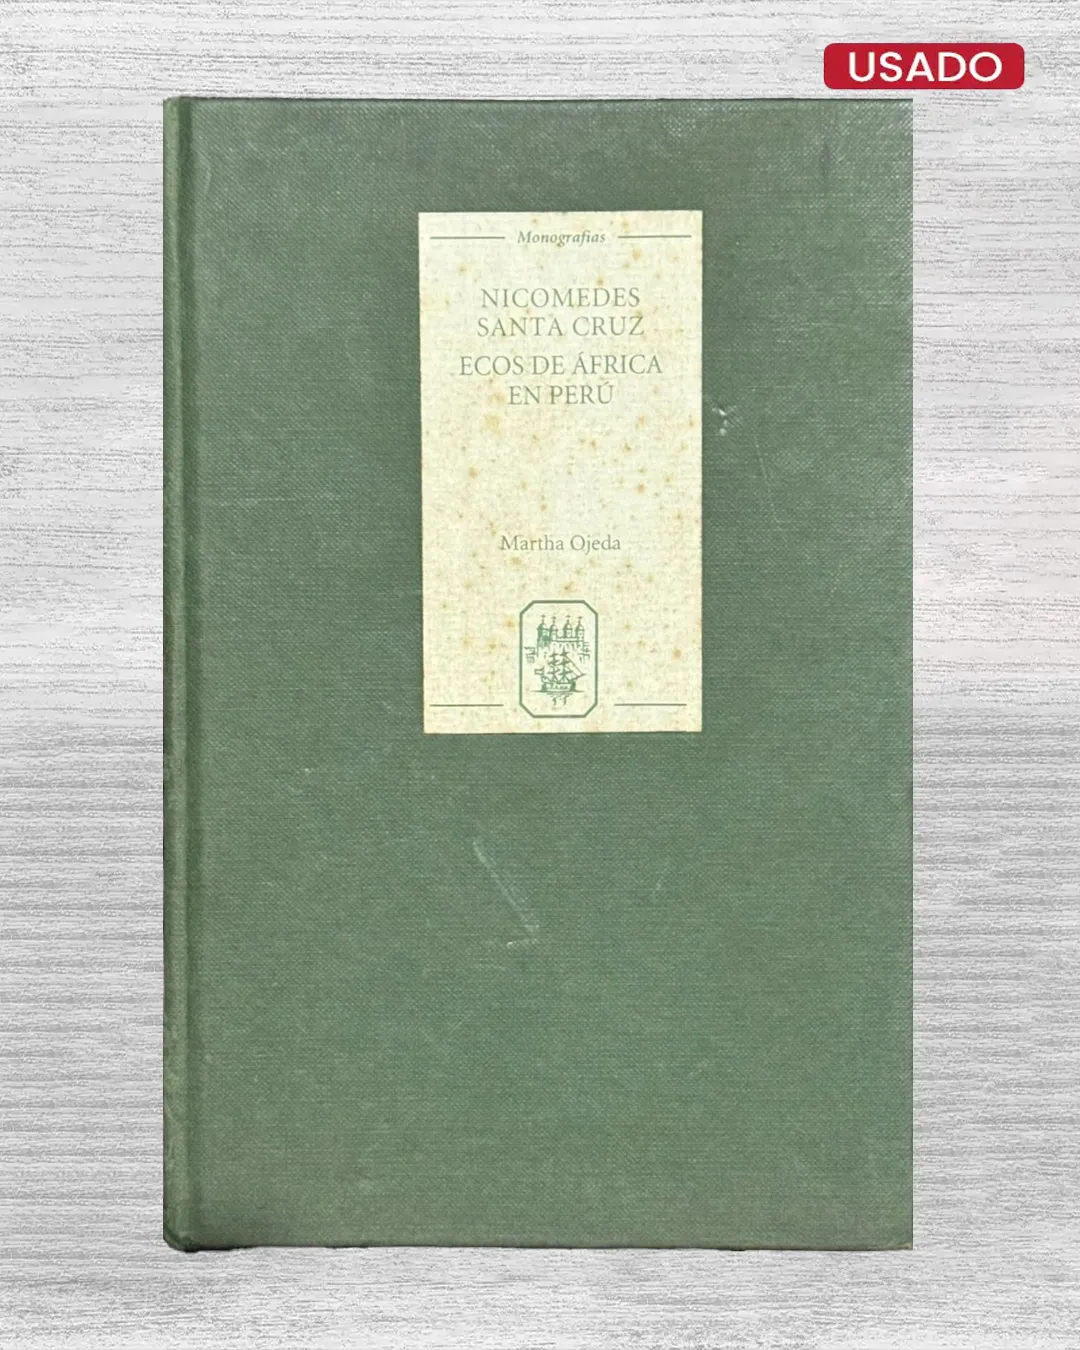 USADO
Monografías
NICOMEDES
SANTA CRUZ
ECOS DE ÁFRICA
EN PERÚ
Martha Ojeda